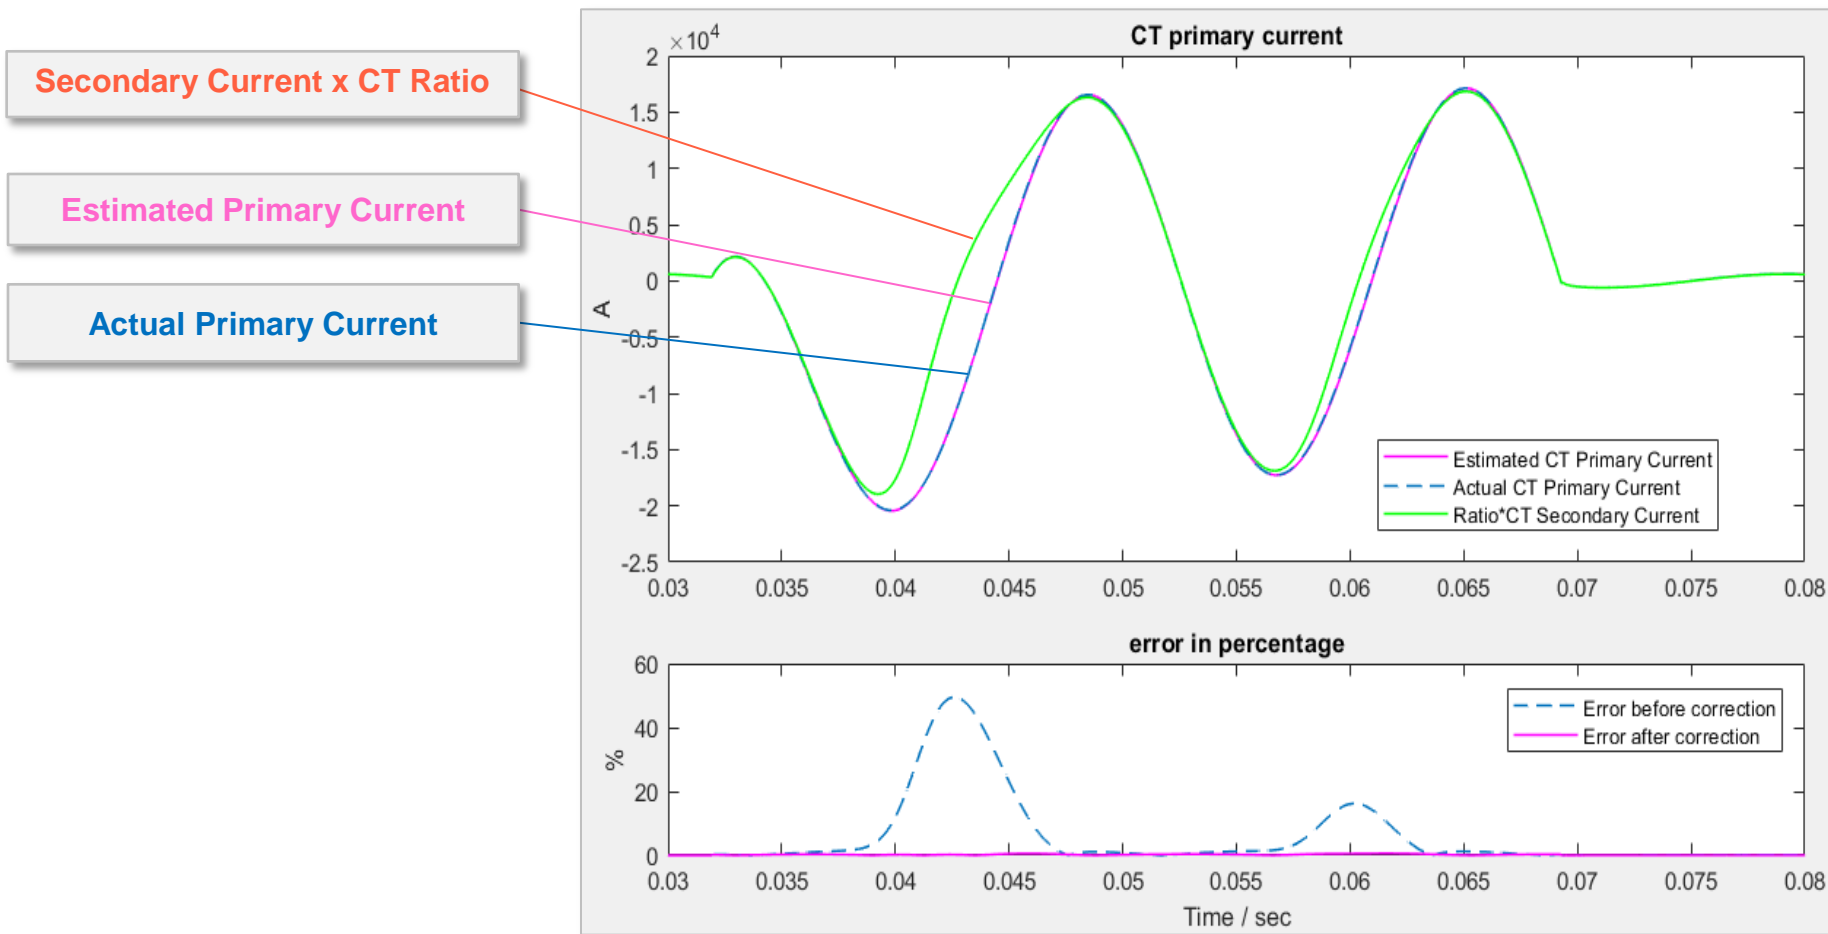 Secondary Current x CT Ratio
Estimated Primary Current
Actual Primary Current
CT primary current
×10⁴
2
1.5
1
0.5
0
-0.5
-1
-1.5
-2
-2.5
A
0.03 0.035 0.04 0.045 0.05 0.055 0.06 0.065 0.07 0.075 0.08
Estimated CT Primary Current
Actual CT Primary Current
Ratio*CT Secondary Current
error in percentage
60
40
20
0
%
Error before correction
Error after correction
0.03 0.035 0.04 0.045 0.05 0.055 0.06 0.065 0.07 0.075 0.08
Time / sec